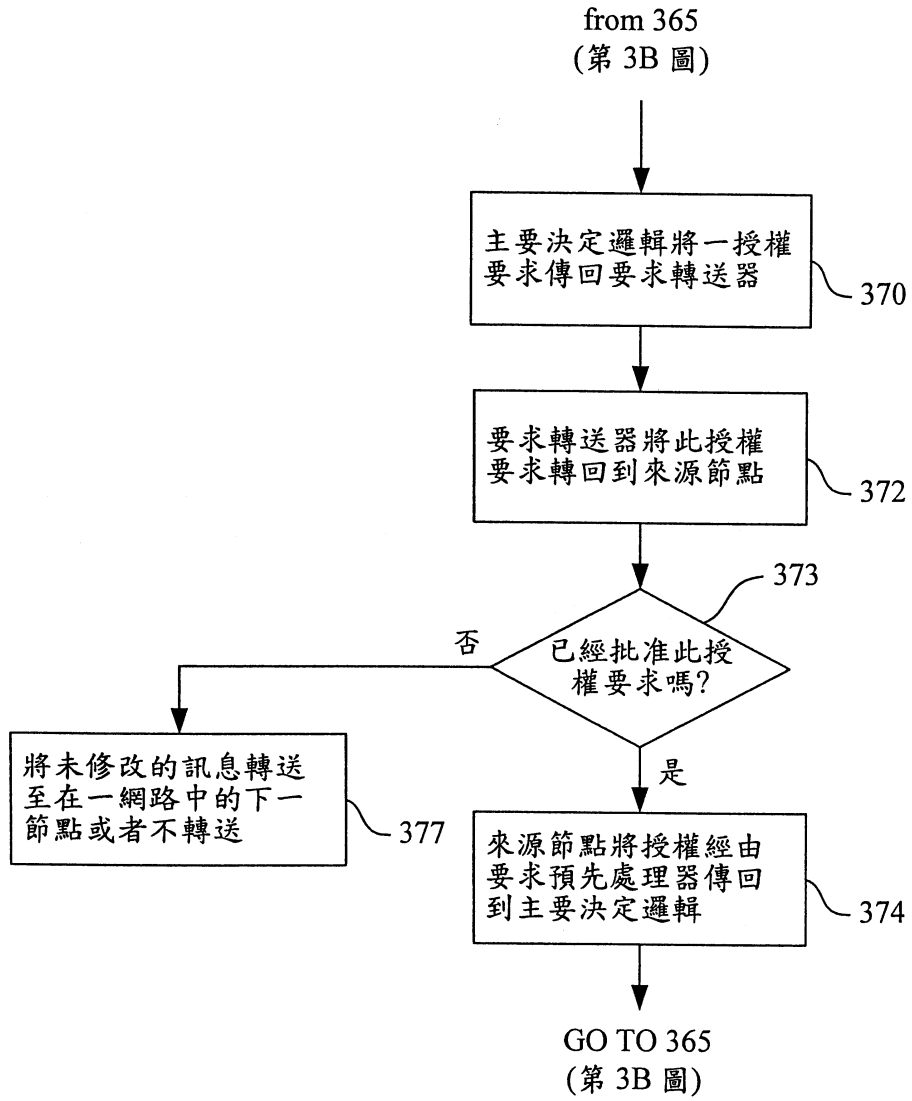 from 365
(第 3B 圖)
主要決定邏輯將一授權
要求傳回要求轉送器
370
要求轉送器將此授權
要求轉回到來源節點
372
373
已經批准此授
權要求嗎?
否
是
將未修改的訊息轉送
至在一網路中的下一
節點或者不轉送
377
來源節點將授權經由
要求預先處理器傳回
到主要決定邏輯
374
GO TO 365
(第 3B 圖)